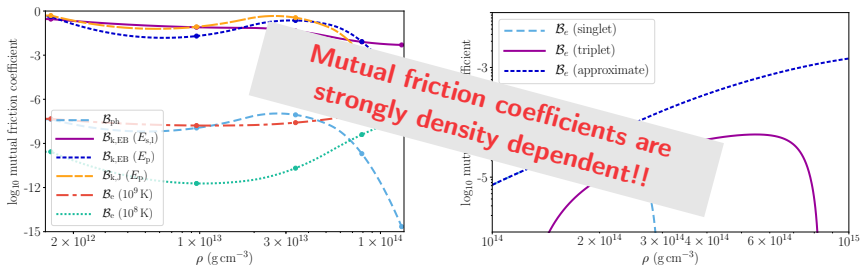 0
-3
-6
-9
-12
-15
log₁₀ mutual friction coefficient
𝓑ph
𝓑k,EB (Es,l)
𝓑k,EB (Ep)
𝓑k,J (Ep)
𝓑e (10⁹ K)
𝓑e (10⁸ K)
2 × 10¹² 1 × 10¹³ 3 × 10¹³ 1 × 10¹⁴
ρ (g cm⁻³)
Mutual friction coefficients are
strongly density dependent!!
-3
-5
𝓑e (singlet)
𝓑e (triplet)
𝓑e (approximate)
10¹⁴ 2 × 10¹⁴ 3 × 10¹⁴ 4 × 10¹⁴ 6 × 10¹⁴ 10¹⁵
ρ (g cm⁻³)